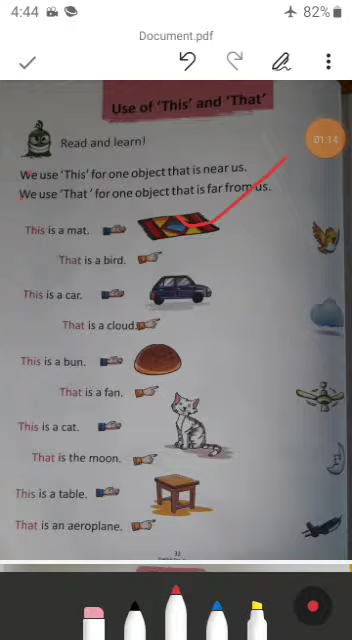 4:44
82%
Document.pdf
Use of 'This' and 'That'
Read and learn!
01:14
We use 'This' for one object that is near us.
We use 'That' for one object that is far from us.
This is a mat.
That is a bird.
This is a car.
That is a cloud.
This is a bun.
That is a fan.
This is a cat.
That is the moon.
This is a table.
That is an aeroplane.
31